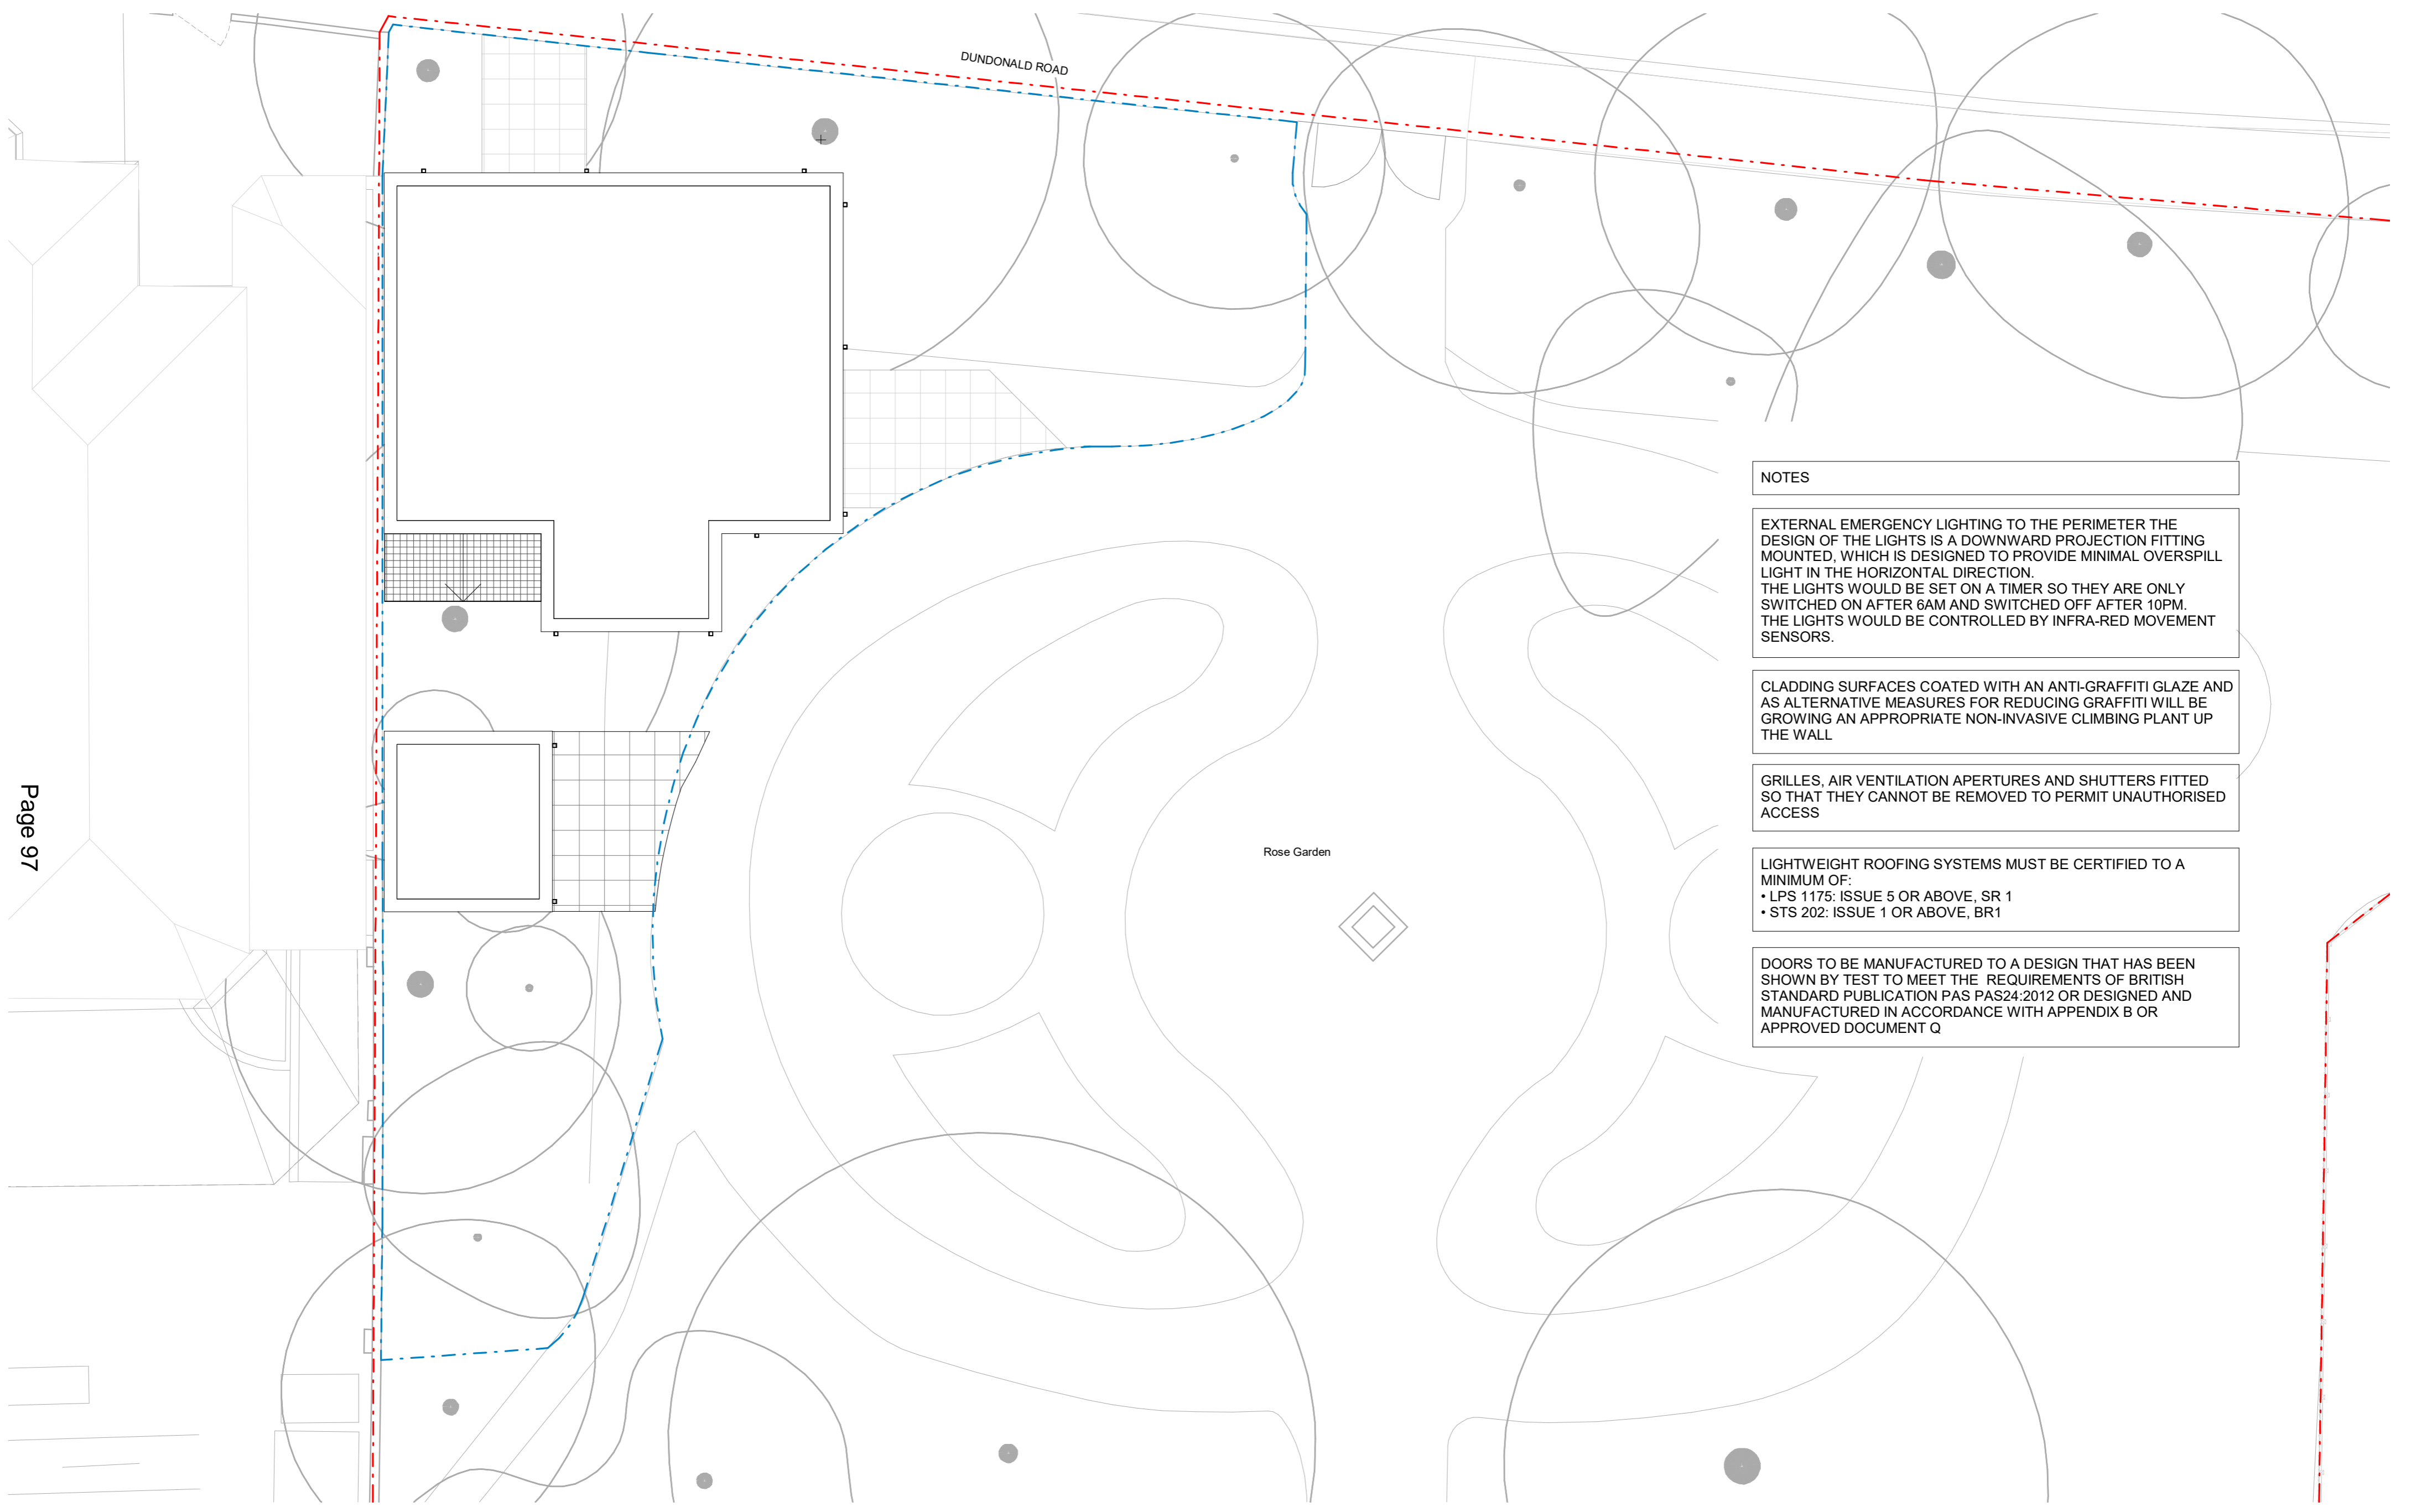 DUNDONALD ROAD
NOTES
EXTERNAL EMERGENCY LIGHTING TO THE PERIMETER THE
DESIGN OF THE LIGHTS IS A DOWNWARD PROJECTION FITTING
MOUNTED, WHICH IS DESIGNED TO PROVIDE MINIMAL OVERSPILL
LIGHT IN THE HORIZONTAL DIRECTION.
THE LIGHTS WOULD BE SET ON A TIMER SO THEY ARE ONLY
SWITCHED ON AFTER 6AM AND SWITCHED OFF AFTER 10PM.
THE LIGHTS WOULD BE CONTROLLED BY INFRA-RED MOVEMENT
SENSORS.
CLADDING SURFACES COATED WITH AN ANTI-GRAFFITI GLAZE AND
AS ALTERNATIVE MEASURES FOR REDUCING GRAFFITI WILL BE
GROWING AN APPROPRIATE NON-INVASIVE CLIMBING PLANT UP
THE WALL
GRILLES, AIR VENTILATION APERTURES AND SHUTTERS FITTED
SO THAT THEY CANNOT BE REMOVED TO PERMIT UNAUTHORISED
ACCESS
LIGHTWEIGHT ROOFING SYSTEMS MUST BE CERTIFIED TO A
MINIMUM OF:
• LPS 1175: ISSUE 5 OR ABOVE, SR 1
• STS 202: ISSUE 1 OR ABOVE, BR1
DOORS TO BE MANUFACTURED TO A DESIGN THAT HAS BEEN
SHOWN BY TEST TO MEET THE REQUIREMENTS OF BRITISH
STANDARD PUBLICATION PAS PAS24:2012 OR DESIGNED AND
MANUFACTURED IN ACCORDANCE WITH APPENDIX B OR
APPROVED DOCUMENT Q
Rose Garden
Page 97